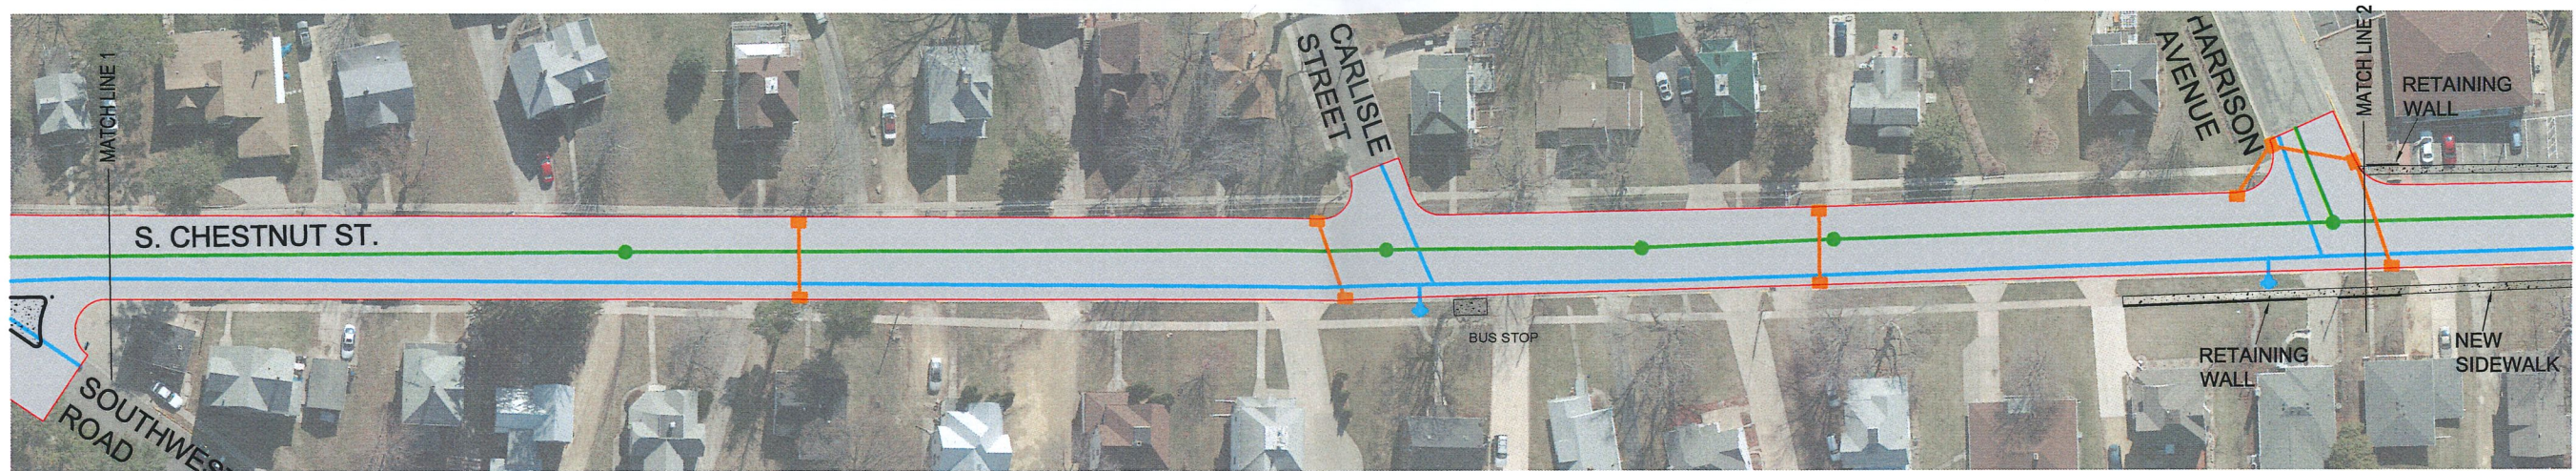 MATCH LINE 1
S. CHESTNUT ST.
SOUTHWEST
ROAD
CARLISLE
STREET
BUS STOP
HARRISON
AVENUE
MATCH LINE 2
RETAINING
WALL
RETAINING
WALL
NEW
SIDEWALK